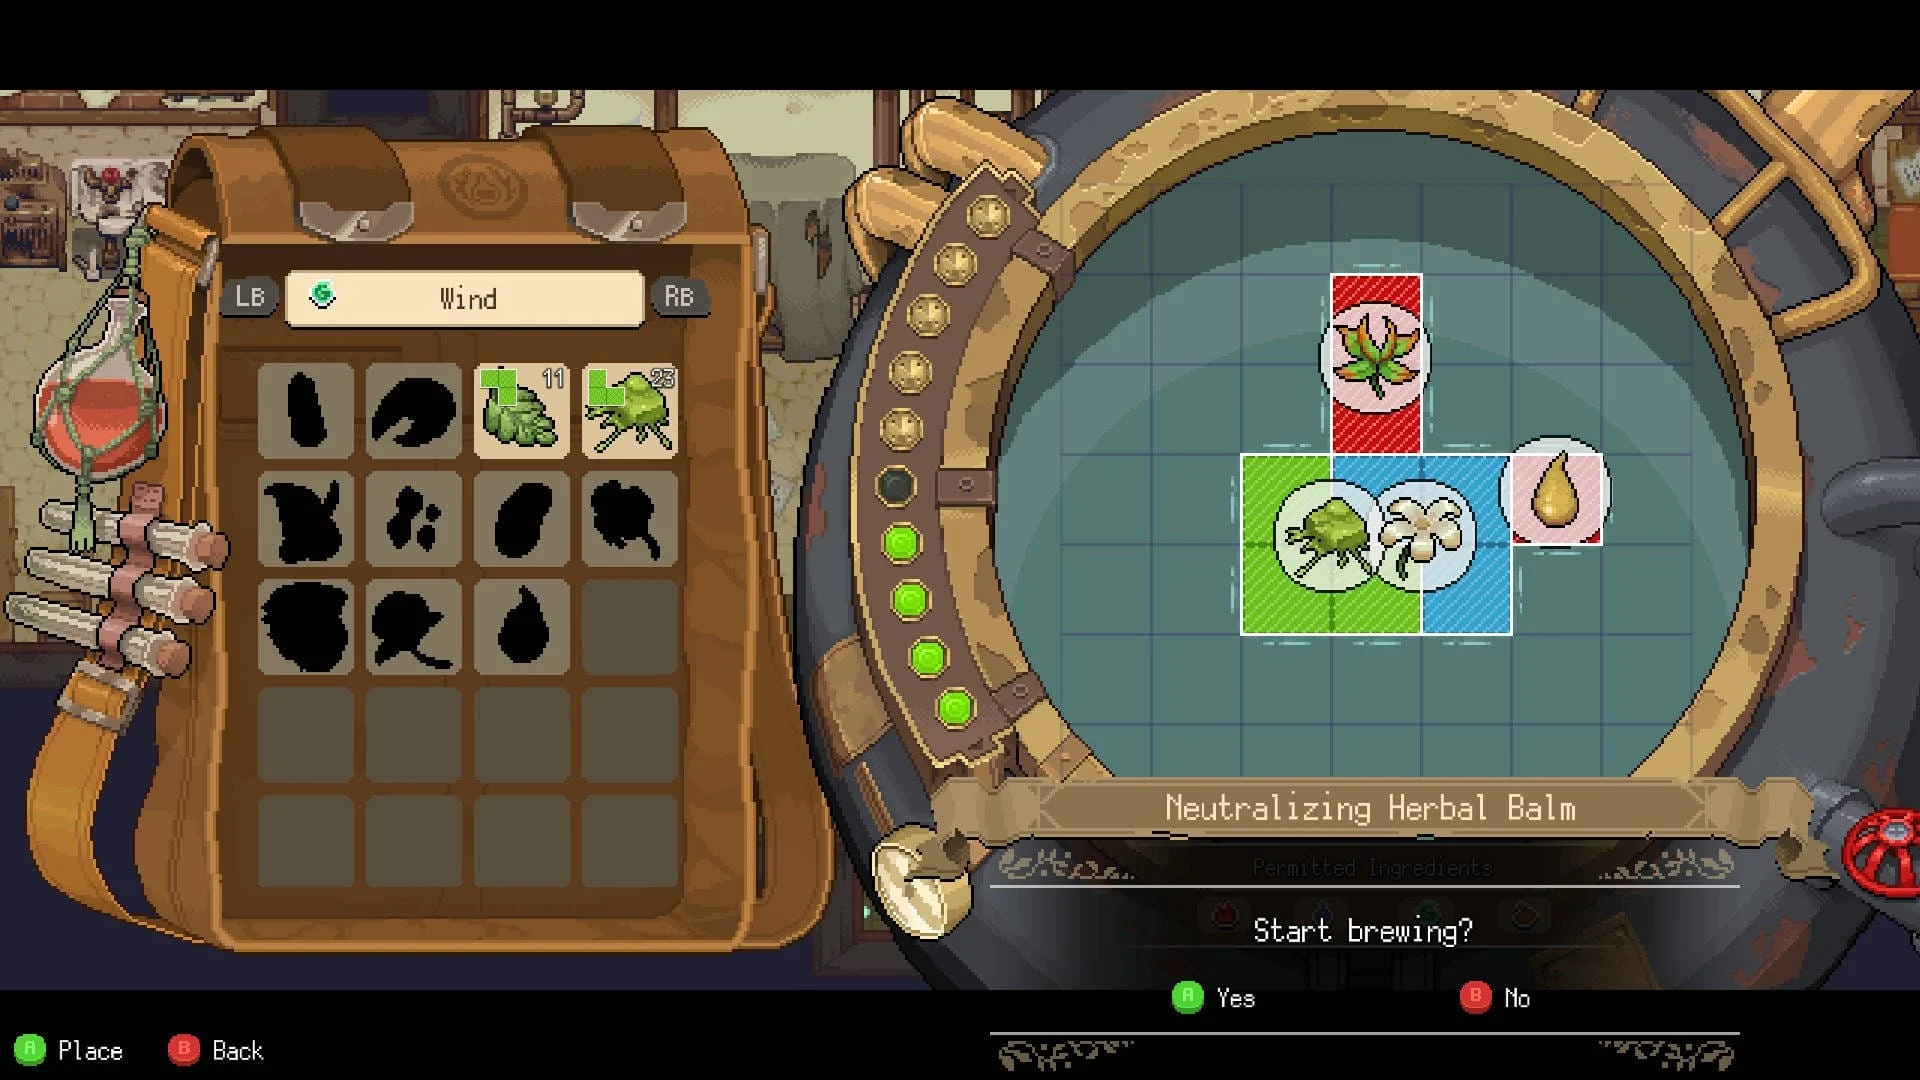 LB
Wind
RB
11
23
Neutralizing Herbal Balm
Permitted Ingredients
Start brewing?
A Yes
B No
A Place
B Back